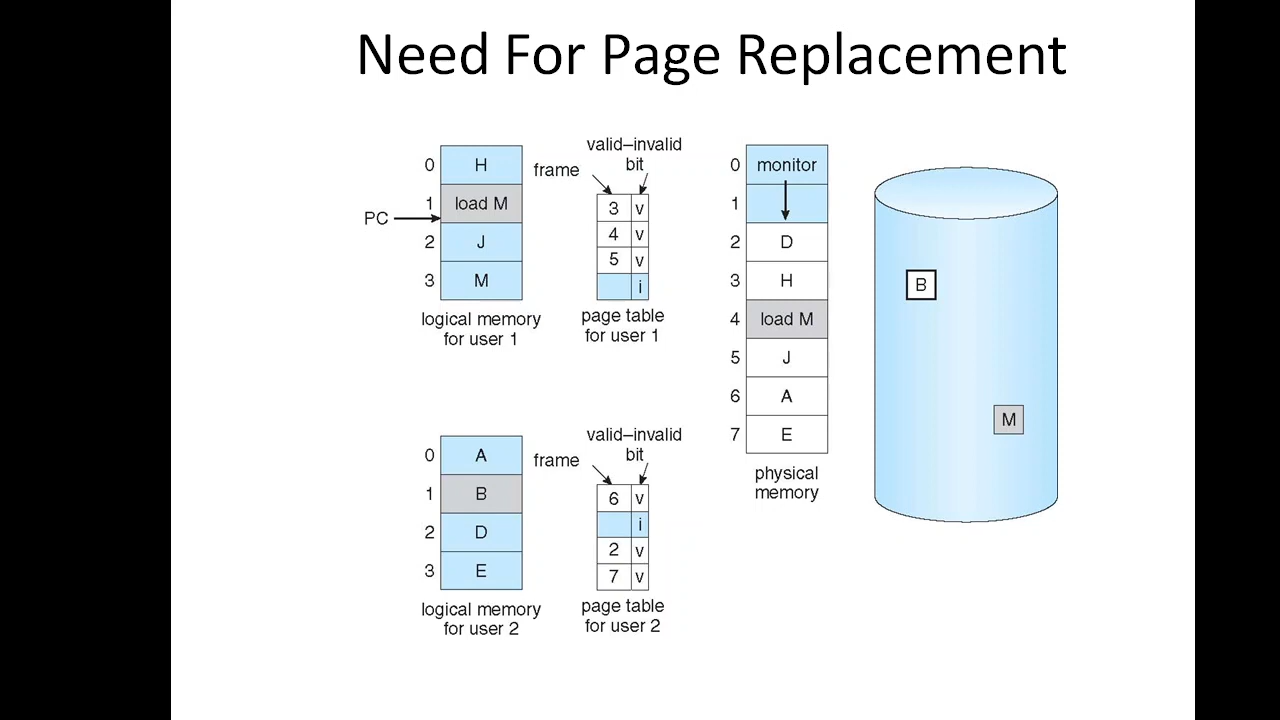 Need For Page Replacement
valid–invalid
bit
frame
0 H
1 load M
PC
2 J
3 M
3 v
4 v
5 v
i
logical memory
for user 1
page table
for user 1
valid–invalid
bit
frame
0 A
1 B
2 D
3 E
6 v
i
2 v
7 v
logical memory
for user 2
page table
for user 2
0 monitor
1
2 D
3 H
4 load M
5 J
6 A
7 E
physical
memory
B
M